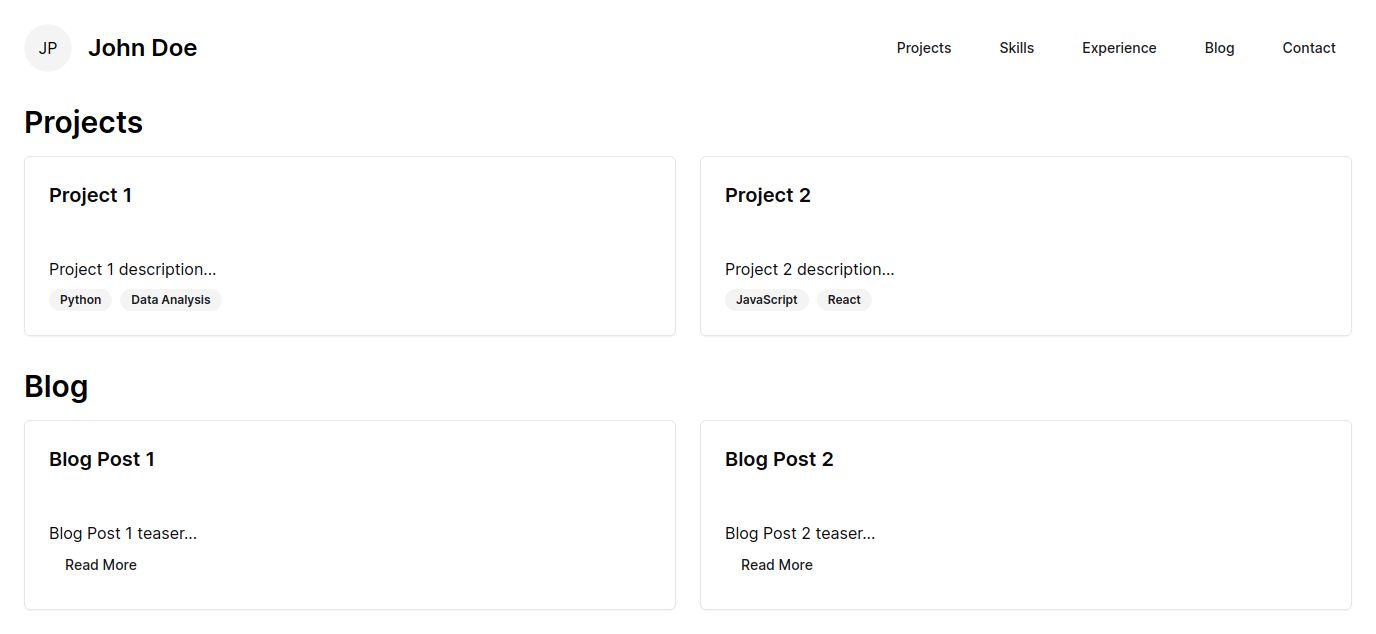 JP John Doe Projects Skills Experience Blog Contact
Projects
Project 1
Project 1 description...
Python Data Analysis
Project 2
Project 2 description...
JavaScript React
Blog
Blog Post 1
Blog Post 1 teaser...
Read More
Blog Post 2
Blog Post 2 teaser...
Read More